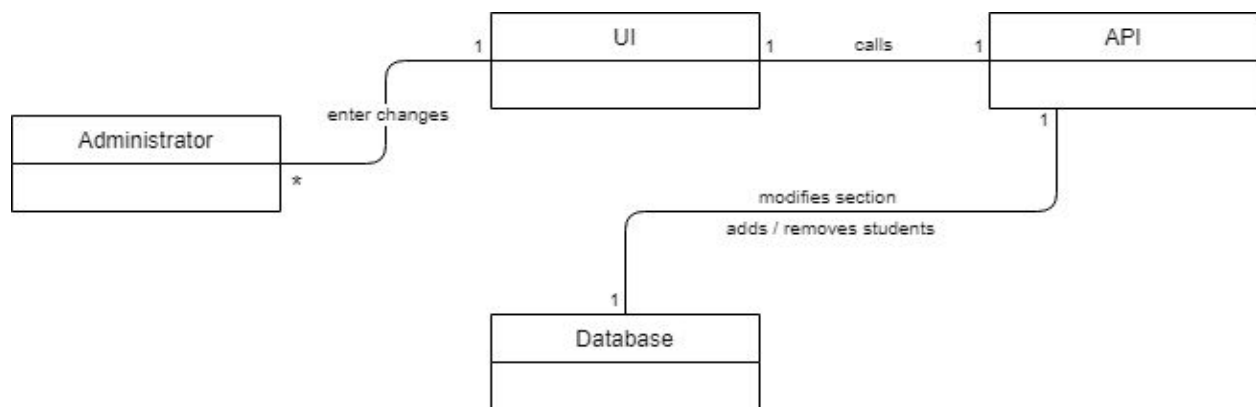 UI
API
1
1
calls
1
enter changes
Administrator
*
1
modifies section
adds / removes students
1
Database